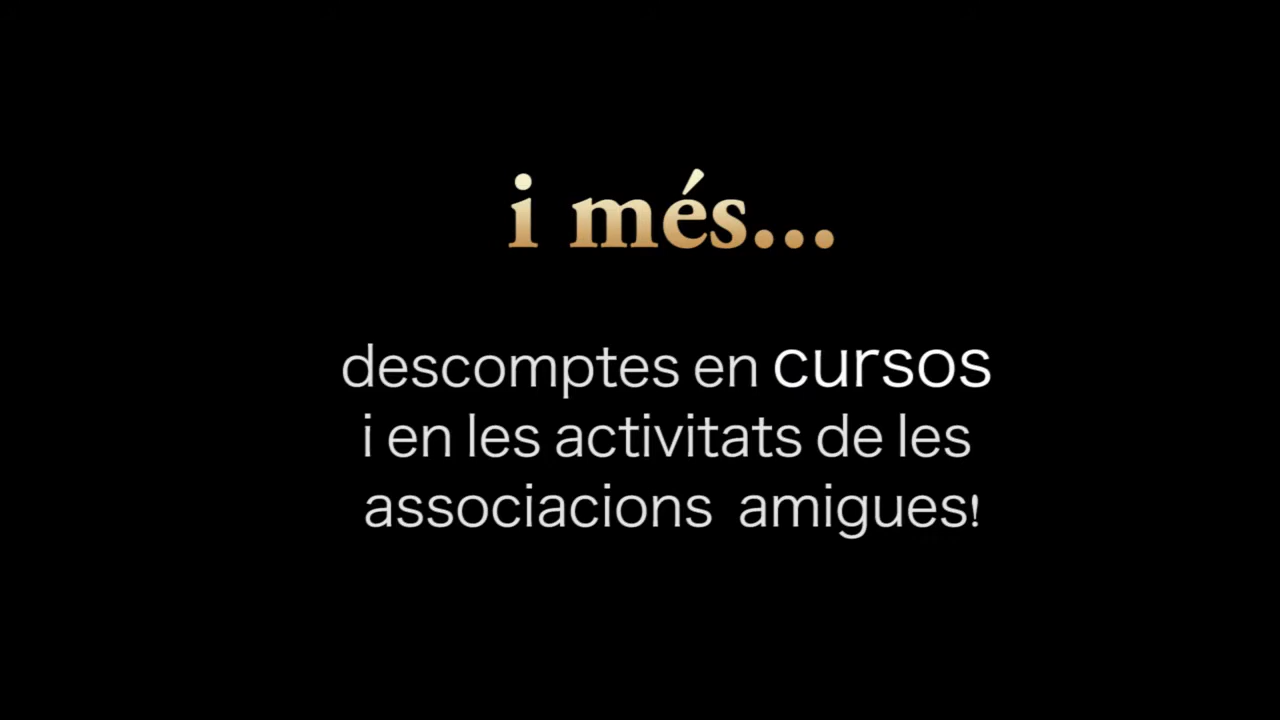 i més...
descomptes en cursos
i en les activitats de les
associacions amigues!